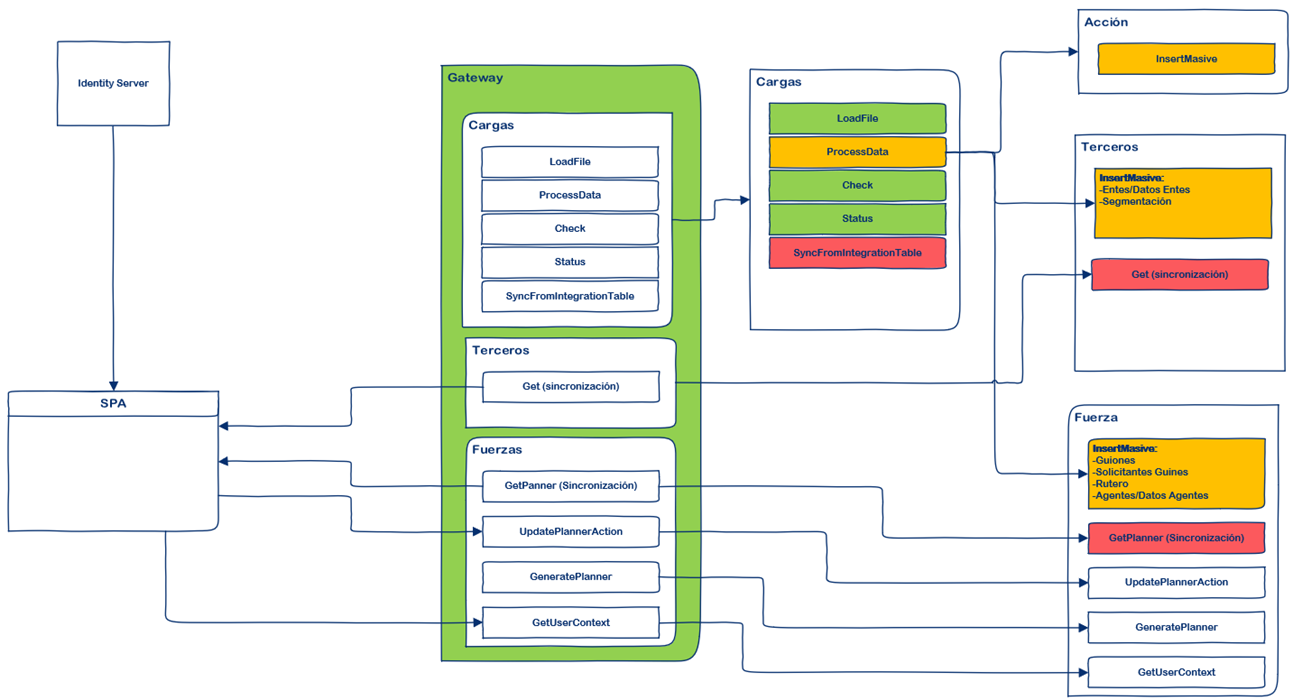 Identity Server
SPA
Gateway
Cargas
LoadFile
ProcessData
Check
Status
SyncFromIntegrationTable
Terceros
Get (sincronización)
Fuerzas
GetPanner (Sincronización)
UpdatePlannerAction
GeneratePlanner
GetUserContext
Cargas
LoadFile
ProcessData
Check
Status
SyncFromIntegrationTable
Acción
InsertMasive
Terceros
InsertMasive:
-Entes/Datos Entes
-Segmentación
Get (sincronización)
Fuerza
InsertMasive:
-Guiones
-Solicitantes Guines
-Rutero
-Agentes/Datos Agentes
GetPlanner (Sincronización)
UpdatePlannerAction
GeneratePlanner
GetUserContext